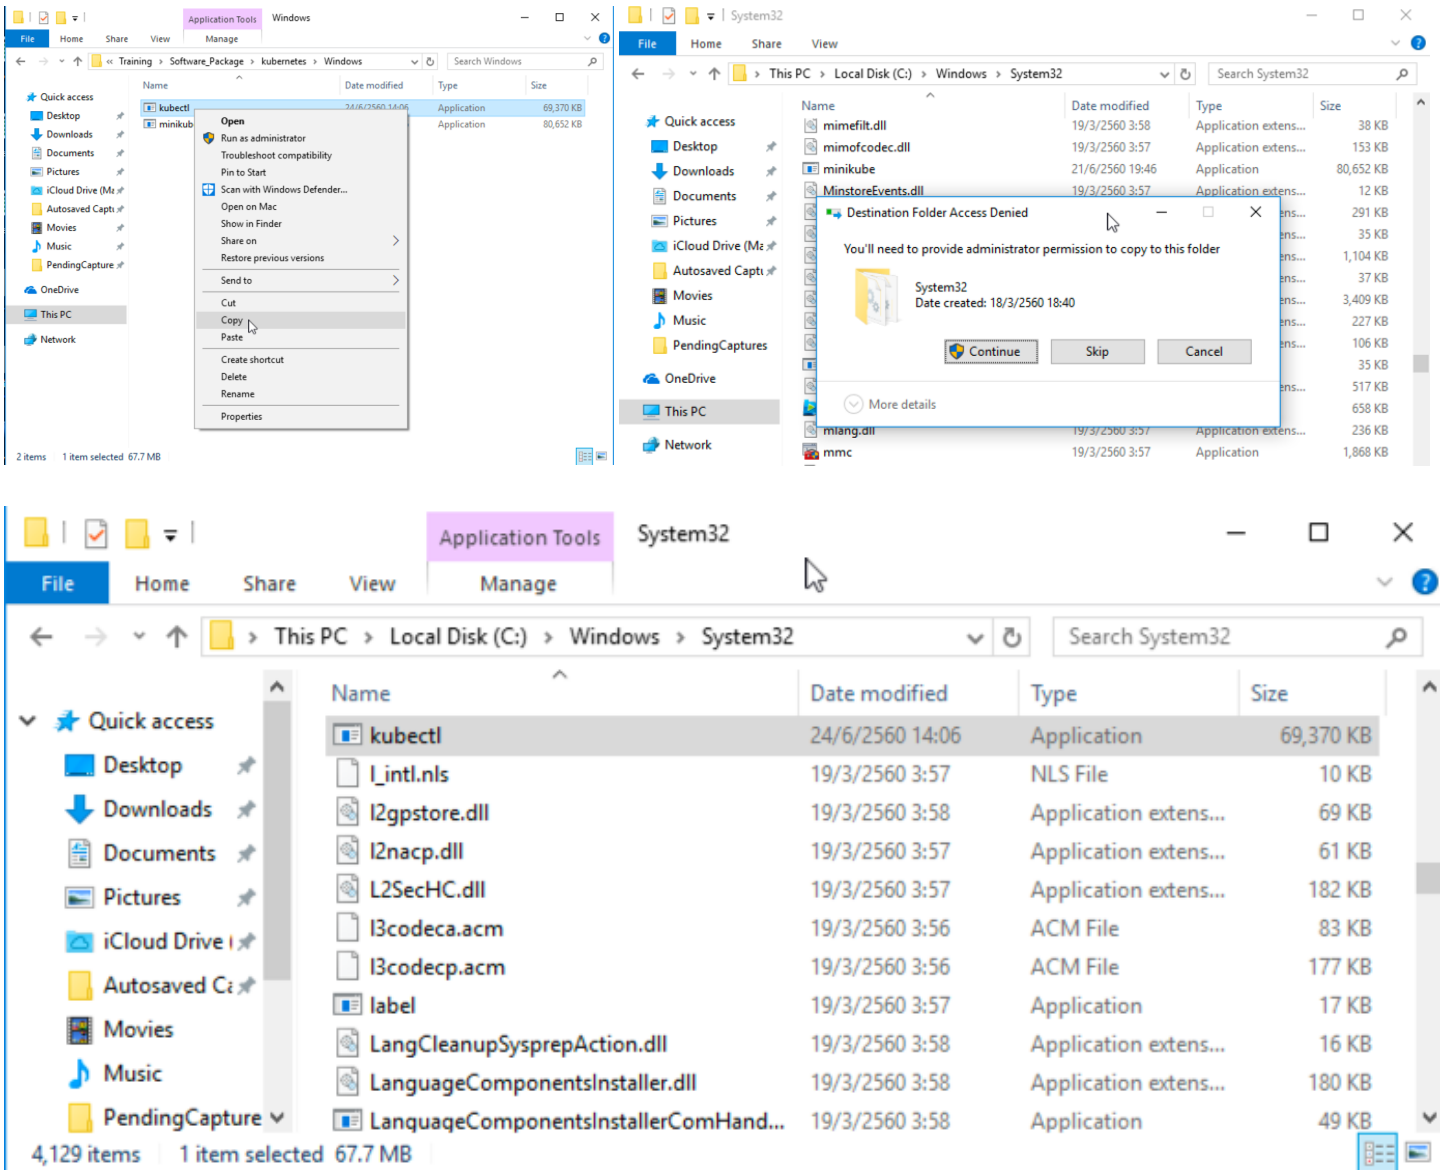 Application Tools Windows
File Home Share View Manage
« Training > Software_Package > kubernetes > Windows Search Windows
Name Date modified Type Size
Quick access
Desktop
Downloads
Documents
Pictures
iCloud Drive (Ma
Autosaved Captu
Movies
Music
PendingCapture
OneDrive
This PC
Network
kubectl 24/6/2560 14:06 Application 69,370 KB
minikub Application 80,652 KB
Open
Run as administrator
Troubleshoot compatibility
Pin to Start
Scan with Windows Defender...
Open on Mac
Show in Finder
Share on
Restore previous versions
Send to
Cut
Copy
Paste
Create shortcut
Delete
Rename
Properties
2 items 1 item selected 67.7 MB
System32
File Home Share View
> This PC > Local Disk (C:) > Windows > System32 Search System32
Name Date modified Type Size
Quick access
Desktop
Downloads
Documents
Pictures
iCloud Drive (Ma
Autosaved Captu
Movies
Music
PendingCaptures
OneDrive
This PC
Network
mimefilt.dll 19/3/2560 3:58 Application extens... 38 KB
mimofcodec.dll 19/3/2560 3:57 Application extens... 153 KB
minikube 21/6/2560 19:46 Application 80,652 KB
MinstoreEvents.dll 19/3/2560 3:57 Application extens... 12 KB
ens... 291 KB
ens... 35 KB
ens... 1,104 KB
ens... 37 KB
ens... 3,409 KB
ens... 227 KB
ens... 106 KB
35 KB
ens... 517 KB
658 KB
mlang.dll 19/3/2560 3:57 Application extens... 236 KB
mmc 19/3/2560 3:57 Application 1,868 KB
Destination Folder Access Denied
You'll need to provide administrator permission to copy to this folder
System32
Date created: 18/3/2560 18:40
Continue Skip Cancel
More details
Application Tools System32
File Home Share View Manage
> This PC > Local Disk (C:) > Windows > System32 Search System32
Name Date modified Type Size
Quick access
Desktop
Downloads
Documents
Pictures
iCloud Drive (
Autosaved Ca
Movies
Music
PendingCapture
kubectl 24/6/2560 14:06 Application 69,370 KB
l_intl.nls 19/3/2560 3:57 NLS File 10 KB
l2gpstore.dll 19/3/2560 3:58 Application extens... 69 KB
l2nacp.dll 19/3/2560 3:57 Application extens... 61 KB
L2SecHC.dll 19/3/2560 3:57 Application extens... 182 KB
l3codeca.acm 19/3/2560 3:56 ACM File 83 KB
l3codecp.acm 19/3/2560 3:56 ACM File 177 KB
label 19/3/2560 3:57 Application 17 KB
LangCleanupSysprepAction.dll 19/3/2560 3:58 Application extens... 16 KB
LanguageComponentsInstaller.dll 19/3/2560 3:58 Application extens... 180 KB
LanguageComponentsInstallerComHand... 19/3/2560 3:58 Application 49 KB
4,129 items 1 item selected 67.7 MB